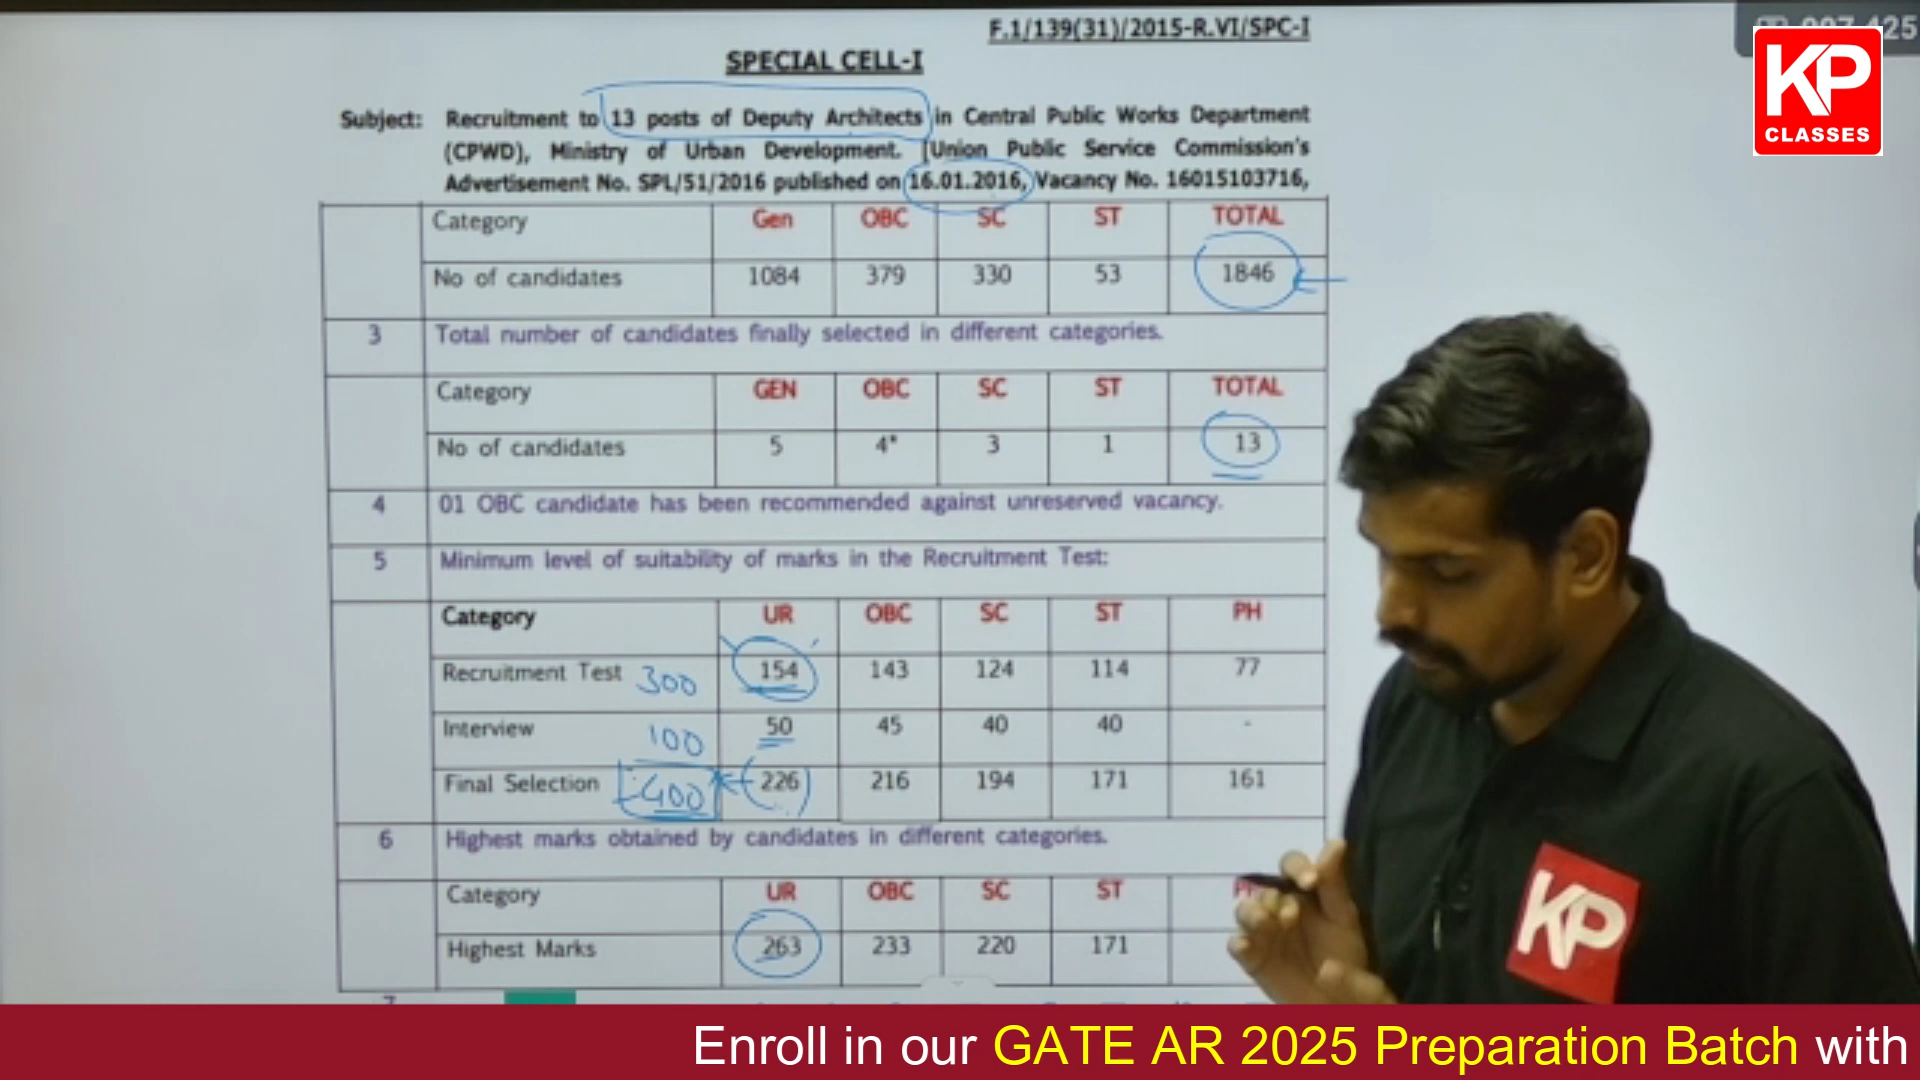 F.1/139(31)/2015-R.VI/SPC-I
SPECIAL CELL-I
KP
CLASSES
Subject: Recruitment to 13 posts of Deputy Architects in Central Public Works Department
(CPWD), Ministry of Urban Development. [Union Public Service Commission's
Advertisement No. SPL/51/2016 published on 16.01.2016, Vacancy No. 16015103716,
Category Gen OBC SC ST TOTAL
No of candidates 1084 379 330 53 1846
3 Total number of candidates finally selected in different categories.
Category GEN OBC SC ST TOTAL
No of candidates 5 4* 3 1 13
4 01 OBC candidate has been recommended against unreserved vacancy.
5 Minimum level of suitability of marks in the Recruitment Test:
Category UR OBC SC ST PH
Recruitment Test 300 154 143 124 114 77
Interview 100 50 45 40 40 -
Final Selection 400 226 216 194 171 161
6 Highest marks obtained by candidates in different categories.
Category UR OBC SC ST
Highest Marks 263 233 220 171
KP
Enroll in our GATE AR 2025 Preparation Batch with